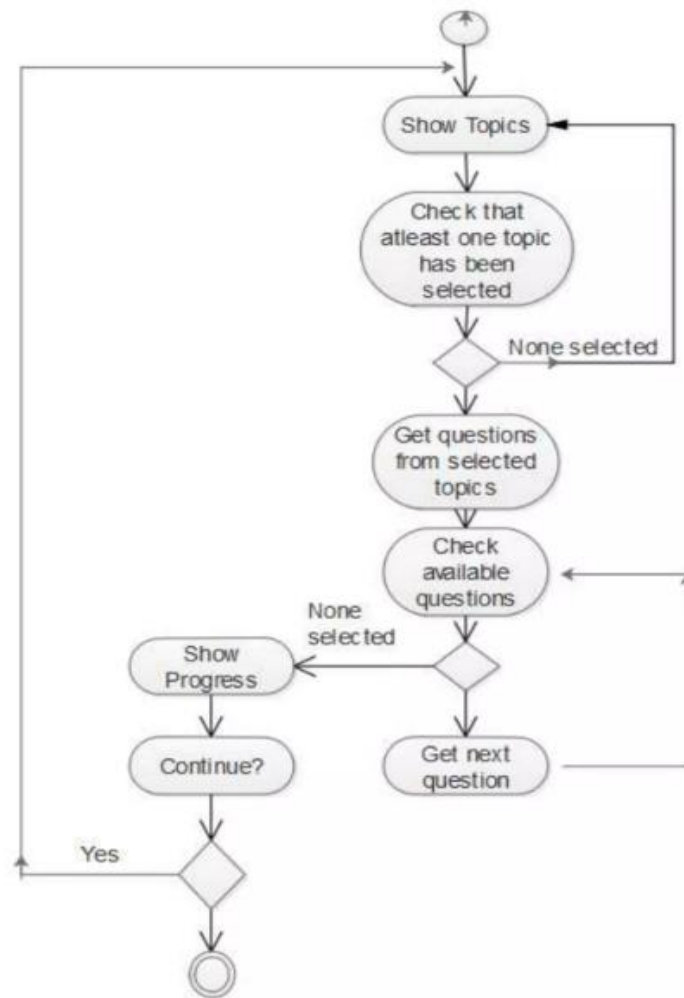 Show Topics
Check that
atleast one topic
has been
selected
None selected
Get questions
from selected
topics
Check
available
questions
None
selected
Show
Progress
Get next
question
Continue?
Yes